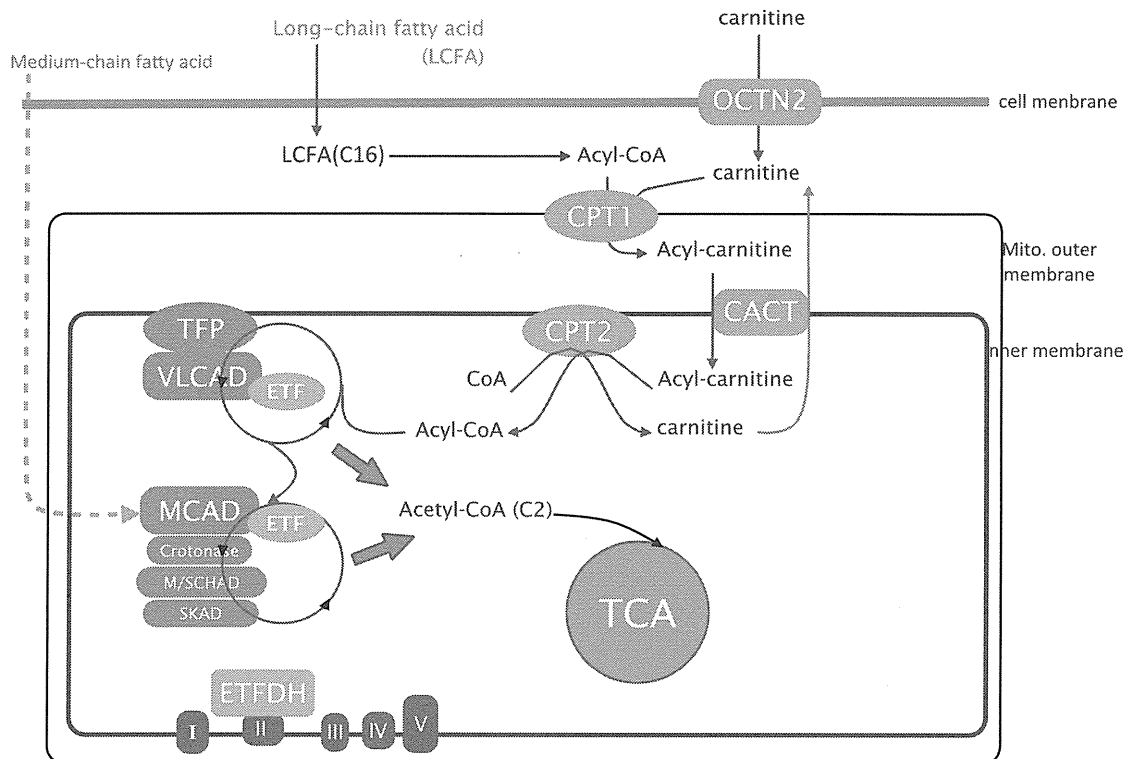 carnitine
Long-chain fatty acid
(LCFA)
Medium-chain fatty acid
OCTN2
cell menbrane
LCFA(C16)
Acyl-CoA
carnitine
CPT1
Acyl-carnitine
Mito. outer
membrane
TFP
CPT2
CACT
nner membrane
VLCAD
ETF
CoA
Acyl-carnitine
Acyl-CoA
carnitine
MCAD
ETF
Acetyl-CoA (C2)
Crotonase
M/SCHAD
SKAD
TCA
ETFDH
I
II
III
IV
V